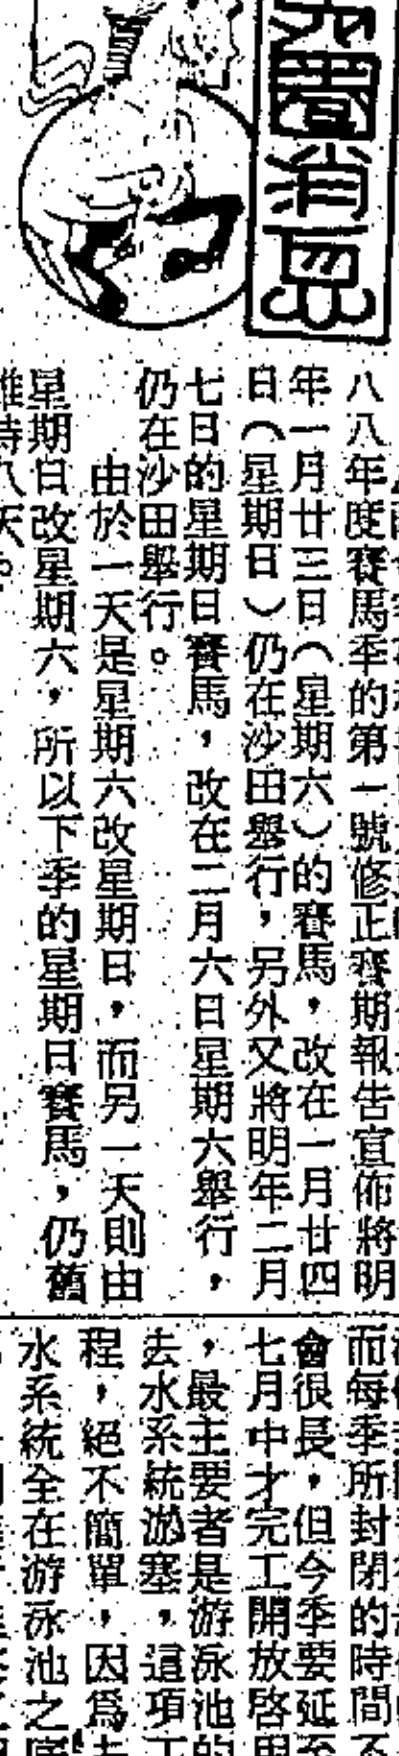 消息
八八年度賽馬季的第一號修正賽期報告宣佈將明
年一月廿三日（星期六）的賽馬，改在一月廿四
日（星期日）仍在沙田舉行，另外又將明年二月
七日的星期日賽馬，改在二月六日星期六舉行，
仍在沙田舉行。
由於一天是星期六改星期日，而另一天則由
星期日改星期六，所以下季的星期日賽馬，仍舊
維持八天。
而每季所封閉的時間不
會很長，但今季要延至
七月中才完工開放啓用
，最主要者是游泳池的
去水系統淤塞，這項工
程，絕不簡單，因爲去
水系統全在游泳池之底